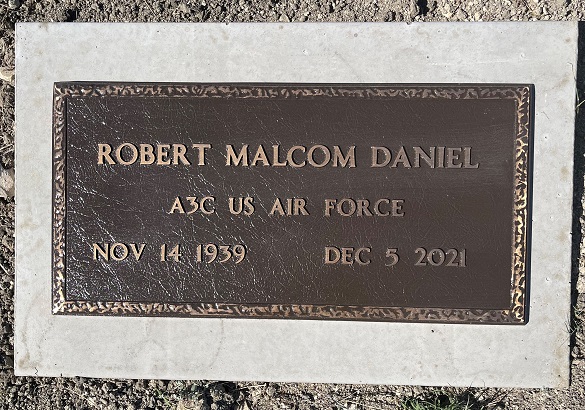 ROBERT MALCOM DANIEL
A3C US AIR FORCE
NOV 14 1939 DEC 5 2021